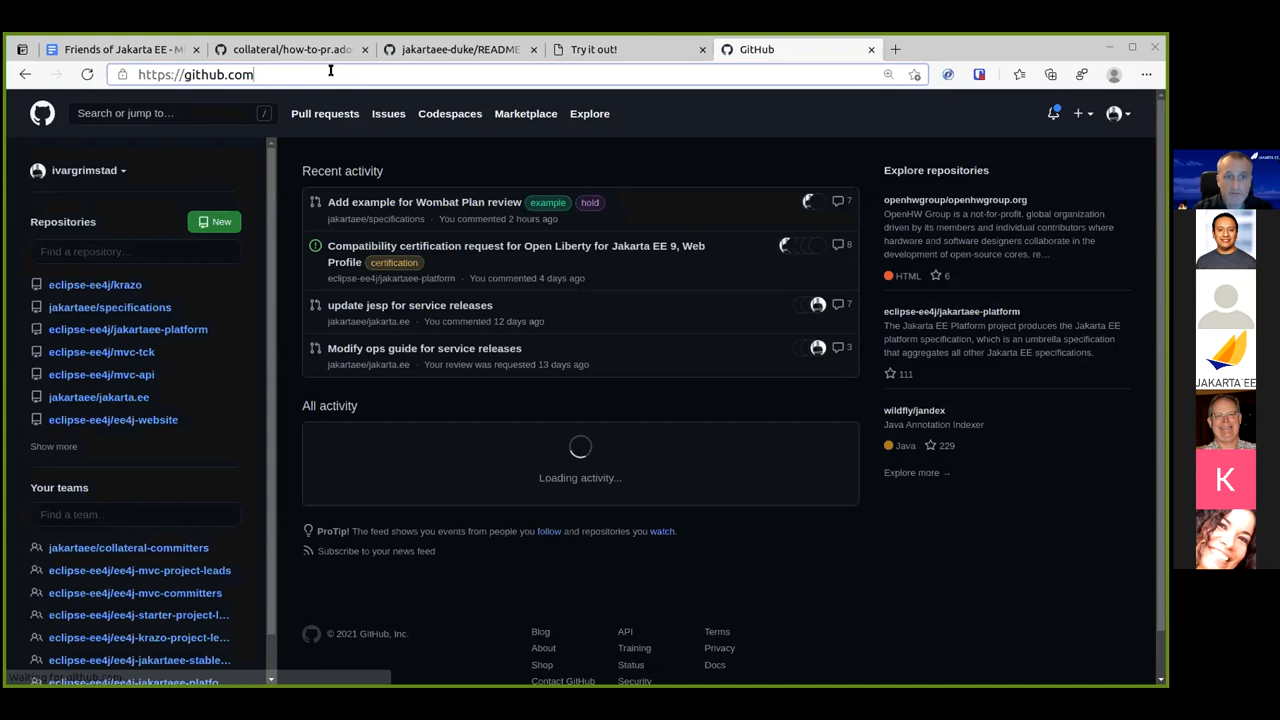 Friends of Jakarta EE - M
collateral/how-to-pr.ado
jakartaee-duke/README
Try it out!
GitHub
https://github.com
Search or jump to…
/
Pull requests
Issues
Codespaces
Marketplace
Explore
ivargrimstad
Repositories
New
Find a repository…
eclipse-ee4j/krazo
jakartaee/specifications
eclipse-ee4j/jakartaee-platform
eclipse-ee4j/mvc-tck
eclipse-ee4j/mvc-api
jakartaee/jakarta.ee
eclipse-ee4j/ee4j-website
Show more
Your teams
Find a team…
jakartaee/collateral-committers
eclipse-ee4j/ee4j-mvc-project-leads
eclipse-ee4j/ee4j-mvc-committers
eclipse-ee4j/ee4j-starter-project-l…
eclipse-ee4j/ee4j-krazo-project-le…
eclipse-ee4j/ee4j-jakartaee-stable…
eclipse-ee4j/ee4j-jakartaee-platfo
Waiting for github.com...
Recent activity
Add example for Wombat Plan review example hold
7
jakartaee/specifications · You commented 2 hours ago
Compatibility certification request for Open Liberty for Jakarta EE 9, Web
8
Profile certification
eclipse-ee4j/jakartaee-platform · You commented 4 days ago
update jesp for service releases
7
jakartaee/jakarta.ee · You commented 12 days ago
Modify ops guide for service releases
3
jakartaee/jakarta.ee · Your review was requested 13 days ago
All activity
Loading activity...
ProTip! The feed shows you events from people you follow and repositories you watch.
Subscribe to your news feed
© 2021 GitHub, Inc.
Blog
About
Shop
Contact GitHub
API
Training
Status
Security
Terms
Privacy
Docs
Explore repositories
openhwgroup/openhwgroup.org
OpenHW Group is a not-for-profit, global organization
driven by its members and individual contributors where
hardware and software designers collaborate in the
development of open-source cores, re…
HTML 6
eclipse-ee4j/jakartaee-platform
The Jakarta EE Platform project produces the Jakarta EE
platform specification, which is an umbrella specification
that aggregates all other Jakarta EE specifications.
111
wildfly/jandex
Java Annotation Indexer
Java 229
Explore more →
JAKARTA EE
JAKARTA EE
K